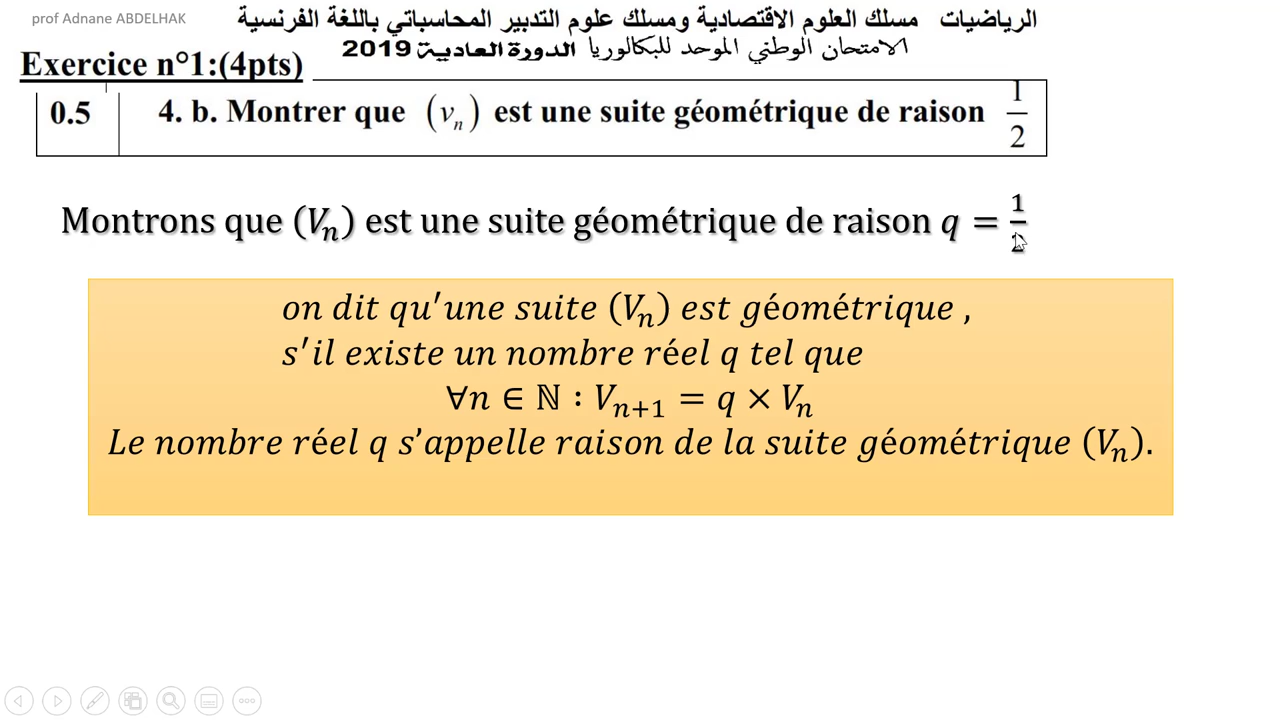 prof Adnane ABDELHAK
الرياضيات مسلك العلوم الاقتصادية ومسلك علوم التدبير المحاسباتي باللغة الفرنسية
الامتحان الوطني الموحد للبكالوريا الدورة العادية 2019
Exercice n°1:(4pts)
0.5 4. b. Montrer que (vₙ) est une suite géométrique de raison 1/2
Montrons que (Vₙ) est une suite géométrique de raison q = 1/2
on dit qu'une suite (Vₙ) est géométrique ,
s'il existe un nombre réel q tel que
∀n ∈ ℕ : Vₙ₊₁ = q × Vₙ
Le nombre réel q s’appelle raison de la suite géométrique (Vₙ).